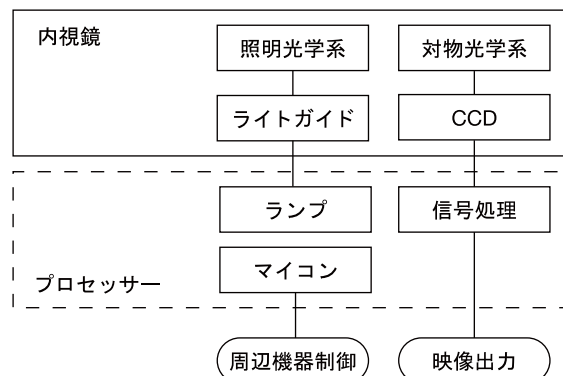 内視鏡
照明光学系
対物光学系
ライトガイド
CCD
ランプ
信号処理
マイコン
プロセッサー
周辺機器制御
映像出力